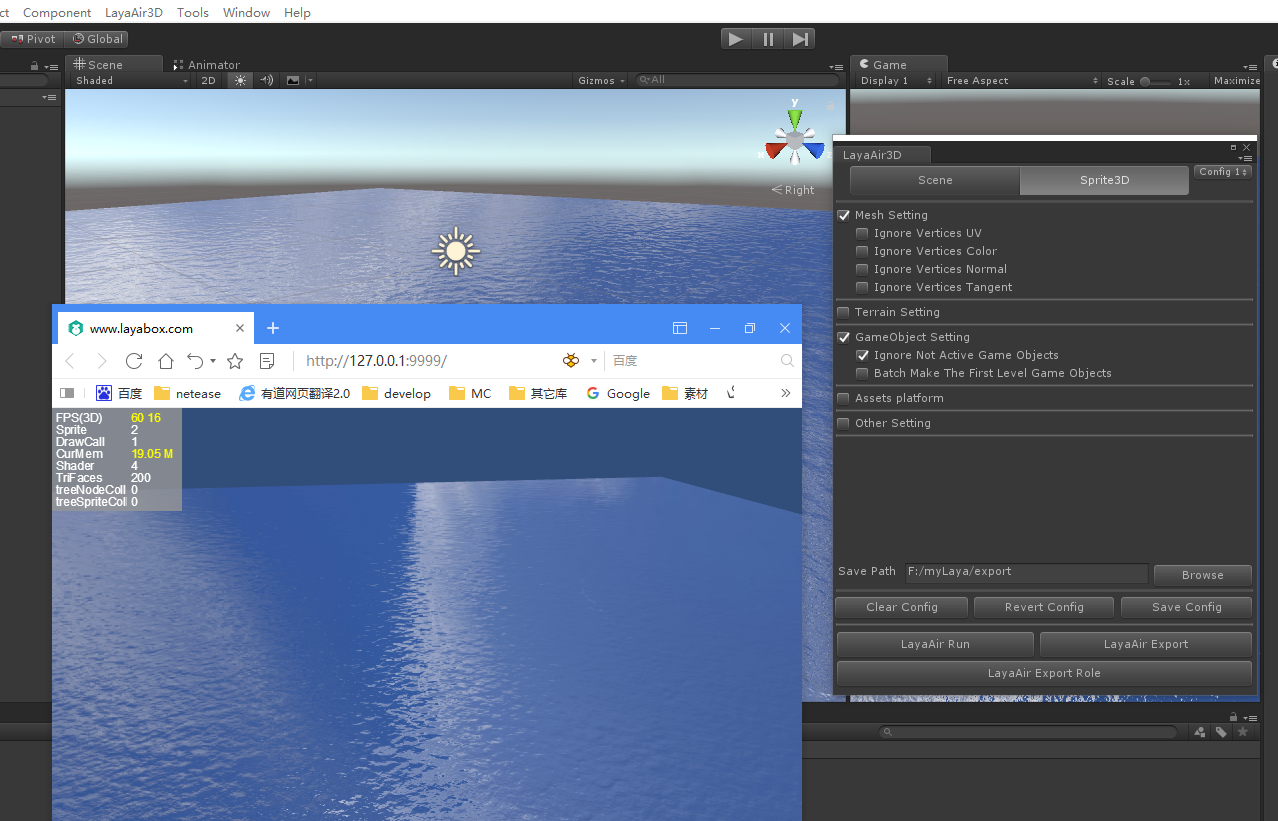 ct Component LayaAir3D Tools Window Help
Pivot Global
Scene Animator
Shaded 2D Gizmos All
Game
Display 1 Free Aspect Scale 1x Maximize
y
Right
LayaAir3D
Scene Sprite3D Config 1
Mesh Setting
Ignore Vertices UV
Ignore Vertices Color
Ignore Vertices Normal
Ignore Vertices Tangent
Terrain Setting
GameObject Setting
Ignore Not Active Game Objects
Batch Make The First Level Game Objects
Assets platform
Other Setting
Save Path F:/myLaya/export Browse
Clear Config Revert Config Save Config
LayaAir Run LayaAir Export
LayaAir Export Role
www.layabox.com
http://127.0.0.1:9999/ 百度
百度 netease 有道网页翻译2.0 develop MC 其它库 Google 素材
FPS(3D) 60 16
Sprite 2
DrawCall 1
CurMem 19.05 M
Shader 4
TriFaces 200
treeNodeColl 0
treeSpriteCol 0